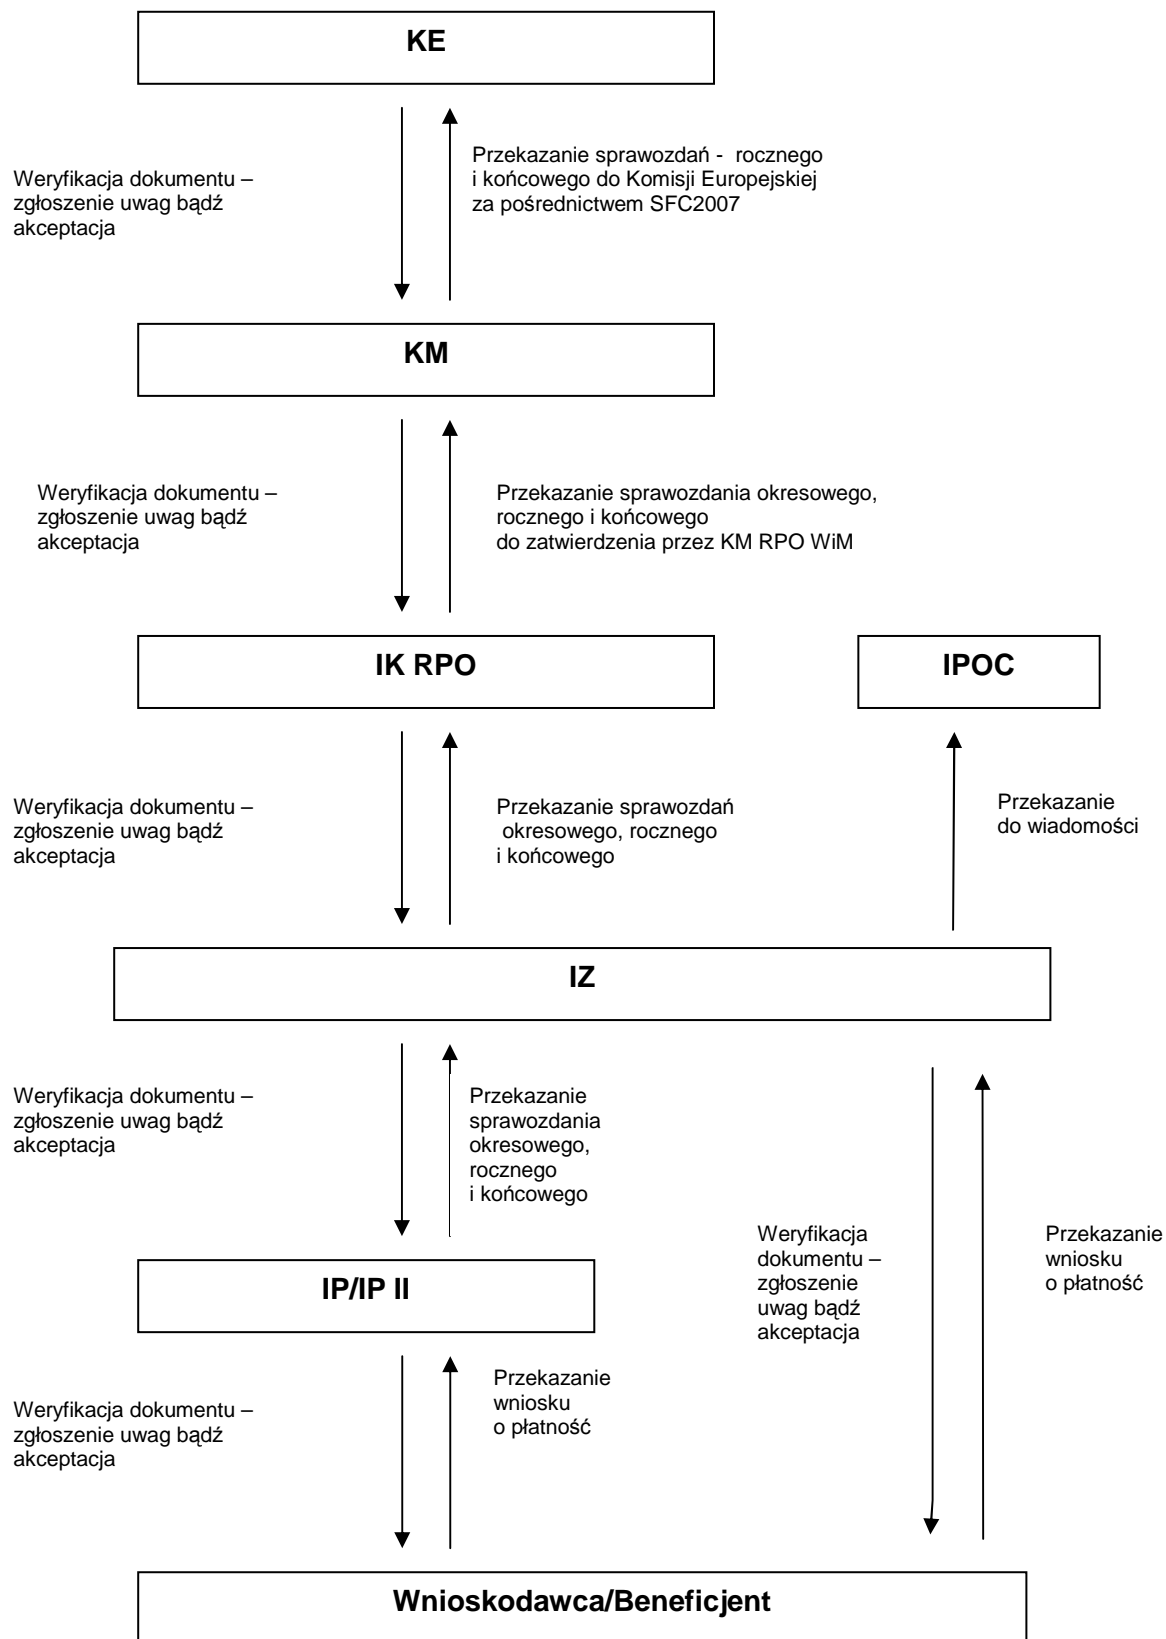 KE
Weryfikacja dokumentu –
zgłoszenie uwag bądź
akceptacja
Przekazanie sprawozdań - rocznego
i końcowego do Komisji Europejskiej
za pośrednictwem SFC2007
KM
Weryfikacja dokumentu –
zgłoszenie uwag bądź
akceptacja
Przekazanie sprawozdania okresowego,
rocznego i końcowego
do zatwierdzenia przez KM RPO WiM
IK RPO
IPOC
Weryfikacja dokumentu –
zgłoszenie uwag bądź
akceptacja
Przekazanie sprawozdań
okresowego, rocznego
i końcowego
Przekazanie
do wiadomości
IZ
Weryfikacja dokumentu –
zgłoszenie uwag bądź
akceptacja
Przekazanie
sprawozdania
okresowego,
rocznego
i końcowego
Weryfikacja
dokumentu –
zgłoszenie
uwag bądź
akceptacja
Przekazanie
wniosku
o płatność
IP/IP II
Weryfikacja dokumentu –
zgłoszenie uwag bądź
akceptacja
Przekazanie
wniosku
o płatność
Wnioskodawca/Beneficjent